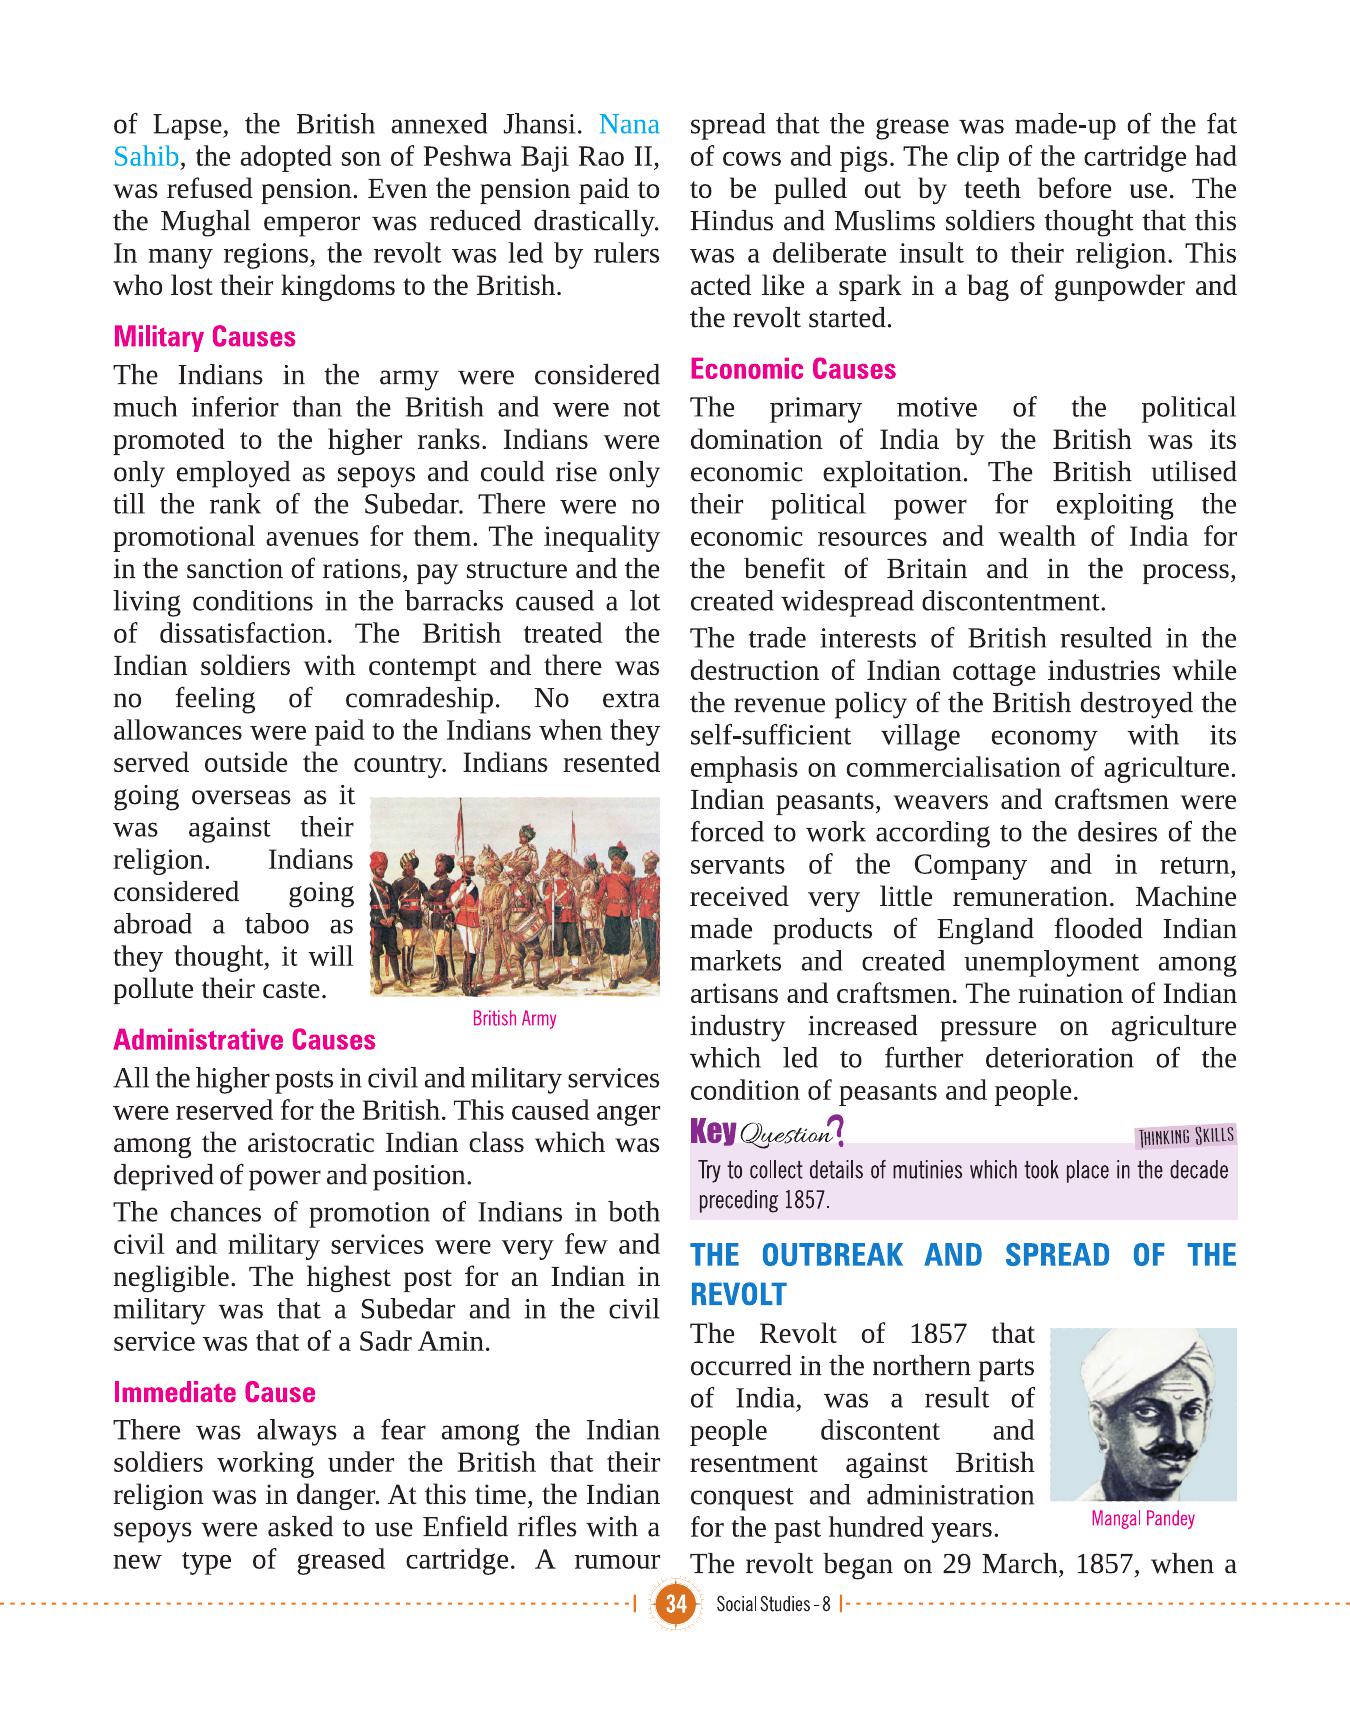 of Lapse, the British annexed Jhansi. Nana
Sahib, the adopted son of Peshwa Baji Rao II,
was refused pension. Even the pension paid to
the Mughal emperor was reduced drastically.
In many regions, the revolt was led by rulers
who lost their kingdoms to the British.
Military Causes
The Indians in the army were considered
much inferior than the British and were not
promoted to the higher ranks. Indians were
only employed as sepoys and could rise only
till the rank of the Subedar. There were no
promotional avenues for them. The inequality
in the sanction of rations, pay structure and the
living conditions in the barracks caused a lot
of dissatisfaction. The British treated the
Indian soldiers with contempt and there was
no feeling of comradeship. No extra
allowances were paid to the Indians when they
served outside the country. Indians resented
going overseas as it
was against their
religion. Indians
considered going
abroad a taboo as
they thought, it will
pollute their caste.
British Army
Administrative Causes
All the higher posts in civil and military services
were reserved for the British. This caused anger
among the aristocratic Indian class which was
deprived of power and position.
The chances of promotion of Indians in both
civil and military services were very few and
negligible. The highest post for an Indian in
military was that a Subedar and in the civil
service was that of a Sadr Amin.
Immediate Cause
There was always a fear among the Indian
soldiers working under the British that their
religion was in danger. At this time, the Indian
sepoys were asked to use Enfield rifles with a
new type of greased cartridge. A rumour
spread that the grease was made-up of the fat
of cows and pigs. The clip of the cartridge had
to be pulled out by teeth before use. The
Hindus and Muslims soldiers thought that this
was a deliberate insult to their religion. This
acted like a spark in a bag of gunpowder and
the revolt started.
Economic Causes
The primary motive of the political
domination of India by the British was its
economic exploitation. The British utilised
their political power for exploiting the
economic resources and wealth of India for
the benefit of Britain and in the process,
created widespread discontentment.
The trade interests of British resulted in the
destruction of Indian cottage industries while
the revenue policy of the British destroyed the
self-sufficient village economy with its
emphasis on commercialisation of agriculture.
Indian peasants, weavers and craftsmen were
forced to work according to the desires of the
servants of the Company and in return,
received very little remuneration. Machine
made products of England flooded Indian
markets and created unemployment among
artisans and craftsmen. The ruination of Indian
industry increased pressure on agriculture
which led to further deterioration of the
condition of peasants and people.
Key Question?
THINKING SKILLS
Try to collect details of mutinies which took place in the decade
preceding 1857.
THE OUTBREAK AND SPREAD OF THE
REVOLT
The Revolt of 1857 that
occurred in the northern parts
of India, was a result of
people discontent and
resentment against British
conquest and administration
for the past hundred years.
Mangal Pandey
The revolt began on 29 March, 1857, when a
34 Social Studies - 8